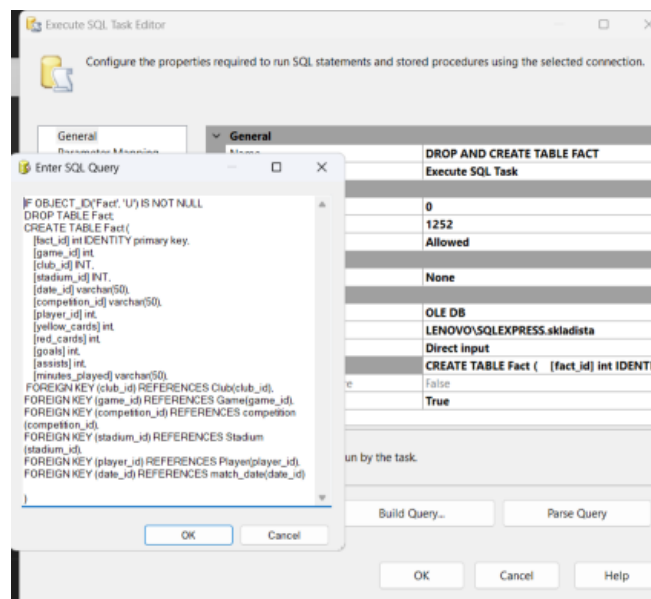 Execute SQL Task Editor
Configure the properties required to run SQL statements and stored procedures using the selected connection.
General
Parameter Mapping
General
Name
DROP AND CREATE TABLE FACT
Execute SQL Task
0
1252
Allowed
None
OLE DB
LENOVO\SQLEXPRESS.skladista
Direct input
CREATE TABLE Fact ( [fact_id] int IDENTI
False
True
un by the task.
Build Query...
Parse Query
OK
Cancel
Help
Enter SQL Query
IF OBJECT_ID('Fact', 'U') IS NOT NULL
DROP TABLE Fact;
CREATE TABLE Fact (
[fact_id] int IDENTITY primary key,
[game_id] int,
[club_id] INT,
[stadium_id] INT,
[date_id] varchar(50),
[competition_id] varchar(50),
[player_id] int,
[yellow_cards] int,
[red_cards] int,
[goals] int,
[assists] int,
[minutes_played] varchar(50),
FOREIGN KEY (club_id) REFERENCES Club(club_id),
FOREIGN KEY (game_id) REFERENCES Game(game_id),
FOREIGN KEY (competition_id) REFERENCES competition
(competition_id),
FOREIGN KEY (stadium_id) REFERENCES Stadium
(stadium_id),
FOREIGN KEY (player_id) REFERENCES Player(player_id),
FOREIGN KEY (date_id) REFERENCES match_date(date_id)
)
OK
Cancel